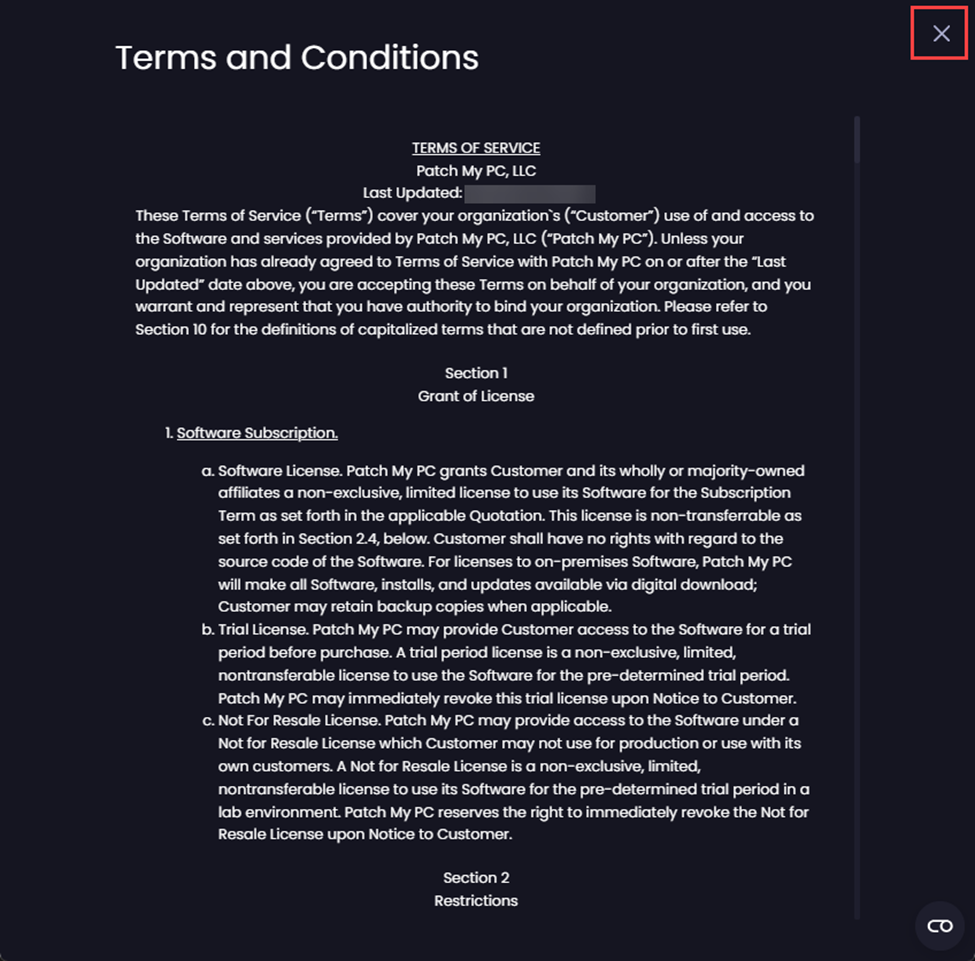 Terms and Conditions
TERMS OF SERVICE
Patch My PC, LLC
Last Updated:
These Terms of Service (“Terms”) cover your organization`s (“Customer”) use of and access to
the Software and services provided by Patch My PC, LLC (“Patch My PC”). Unless your
organization has already agreed to Terms of Service with Patch My PC on or after the “Last
Updated” date above, you are accepting these Terms on behalf of your organization, and you
warrant and represent that you have authority to bind your organization. Please refer to
Section 10 for the definitions of capitalized terms that are not defined prior to first use.
Section 1
Grant of License
1. Software Subscription.
a. Software License. Patch My PC grants Customer and its wholly or majority-owned
affiliates a non-exclusive, limited license to use its Software for the Subscription
Term as set forth in the applicable Quotation. This license is non-transferrable as
set forth in Section 2.4, below. Customer shall have no rights with regard to the
source code of the Software. For licenses to on-premises Software, Patch My PC
will make all Software, installs, and updates available via digital download;
Customer may retain backup copies when applicable.
b. Trial License. Patch My PC may provide Customer access to the Software for a trial
period before purchase. A trial period license is a non-exclusive, limited,
nontransferable license to use the Software for the pre-determined trial period.
Patch My PC may immediately revoke this trial license upon Notice to Customer.
c. Not For Resale License. Patch My PC may provide access to the Software under a
Not for Resale License which Customer may not use for production or use with its
own customers. A Not for Resale License is a non-exclusive, limited,
nontransferable license to use its Software for the pre-determined trial period in a
lab environment. Patch My PC reserves the right to immediately revoke the Not for
Resale License upon Notice to Customer.
Section 2
Restrictions